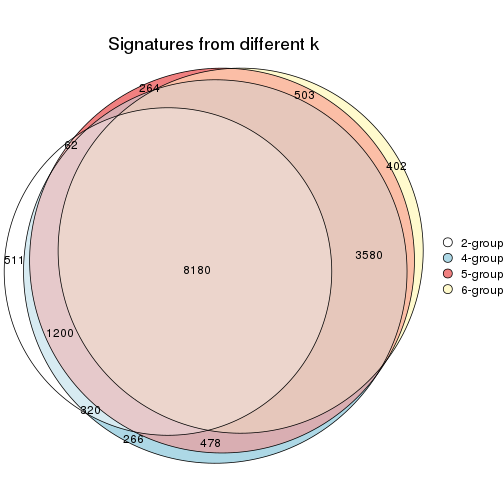 Signatures from different k
264
503
62
402
511
3580
8180
1200
320
266
478
2-group
4-group
5-group
6-group